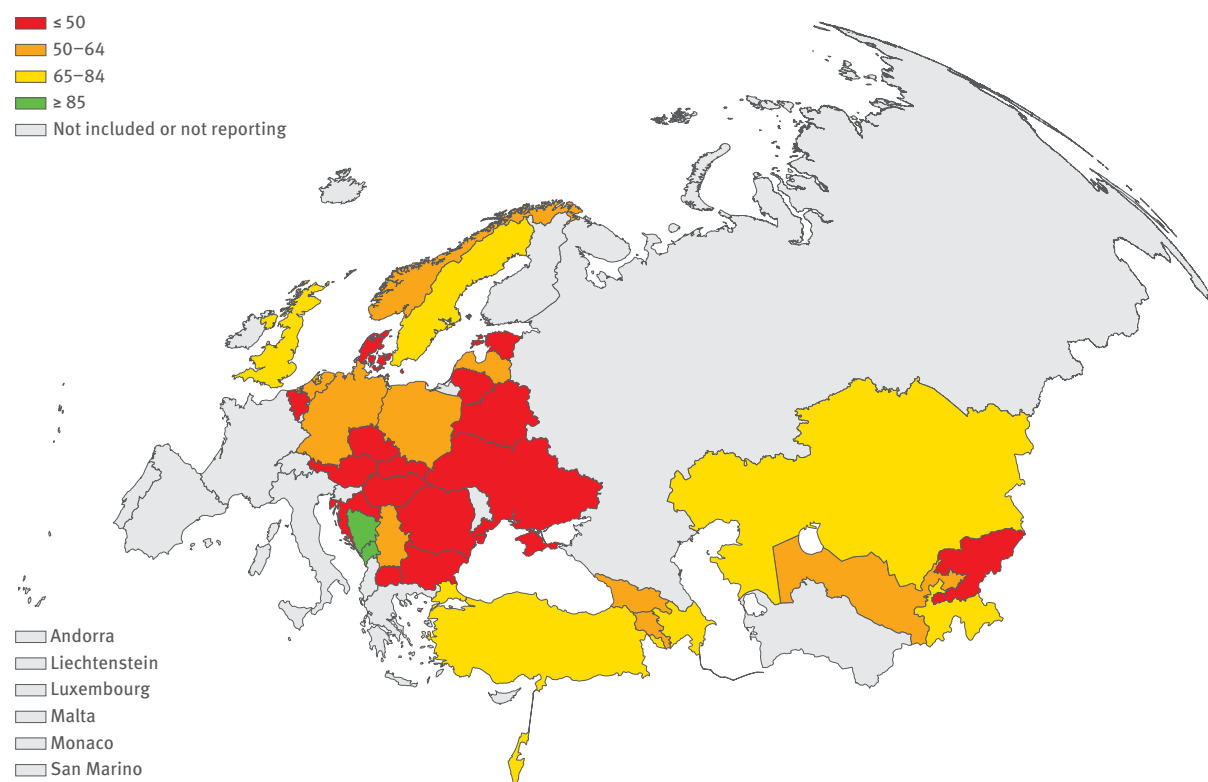 ≤ 50
50–64
65–84
≥ 85
Not included or not reporting
Andorra
Liechtenstein
Luxembourg
Malta
Monaco
San Marino